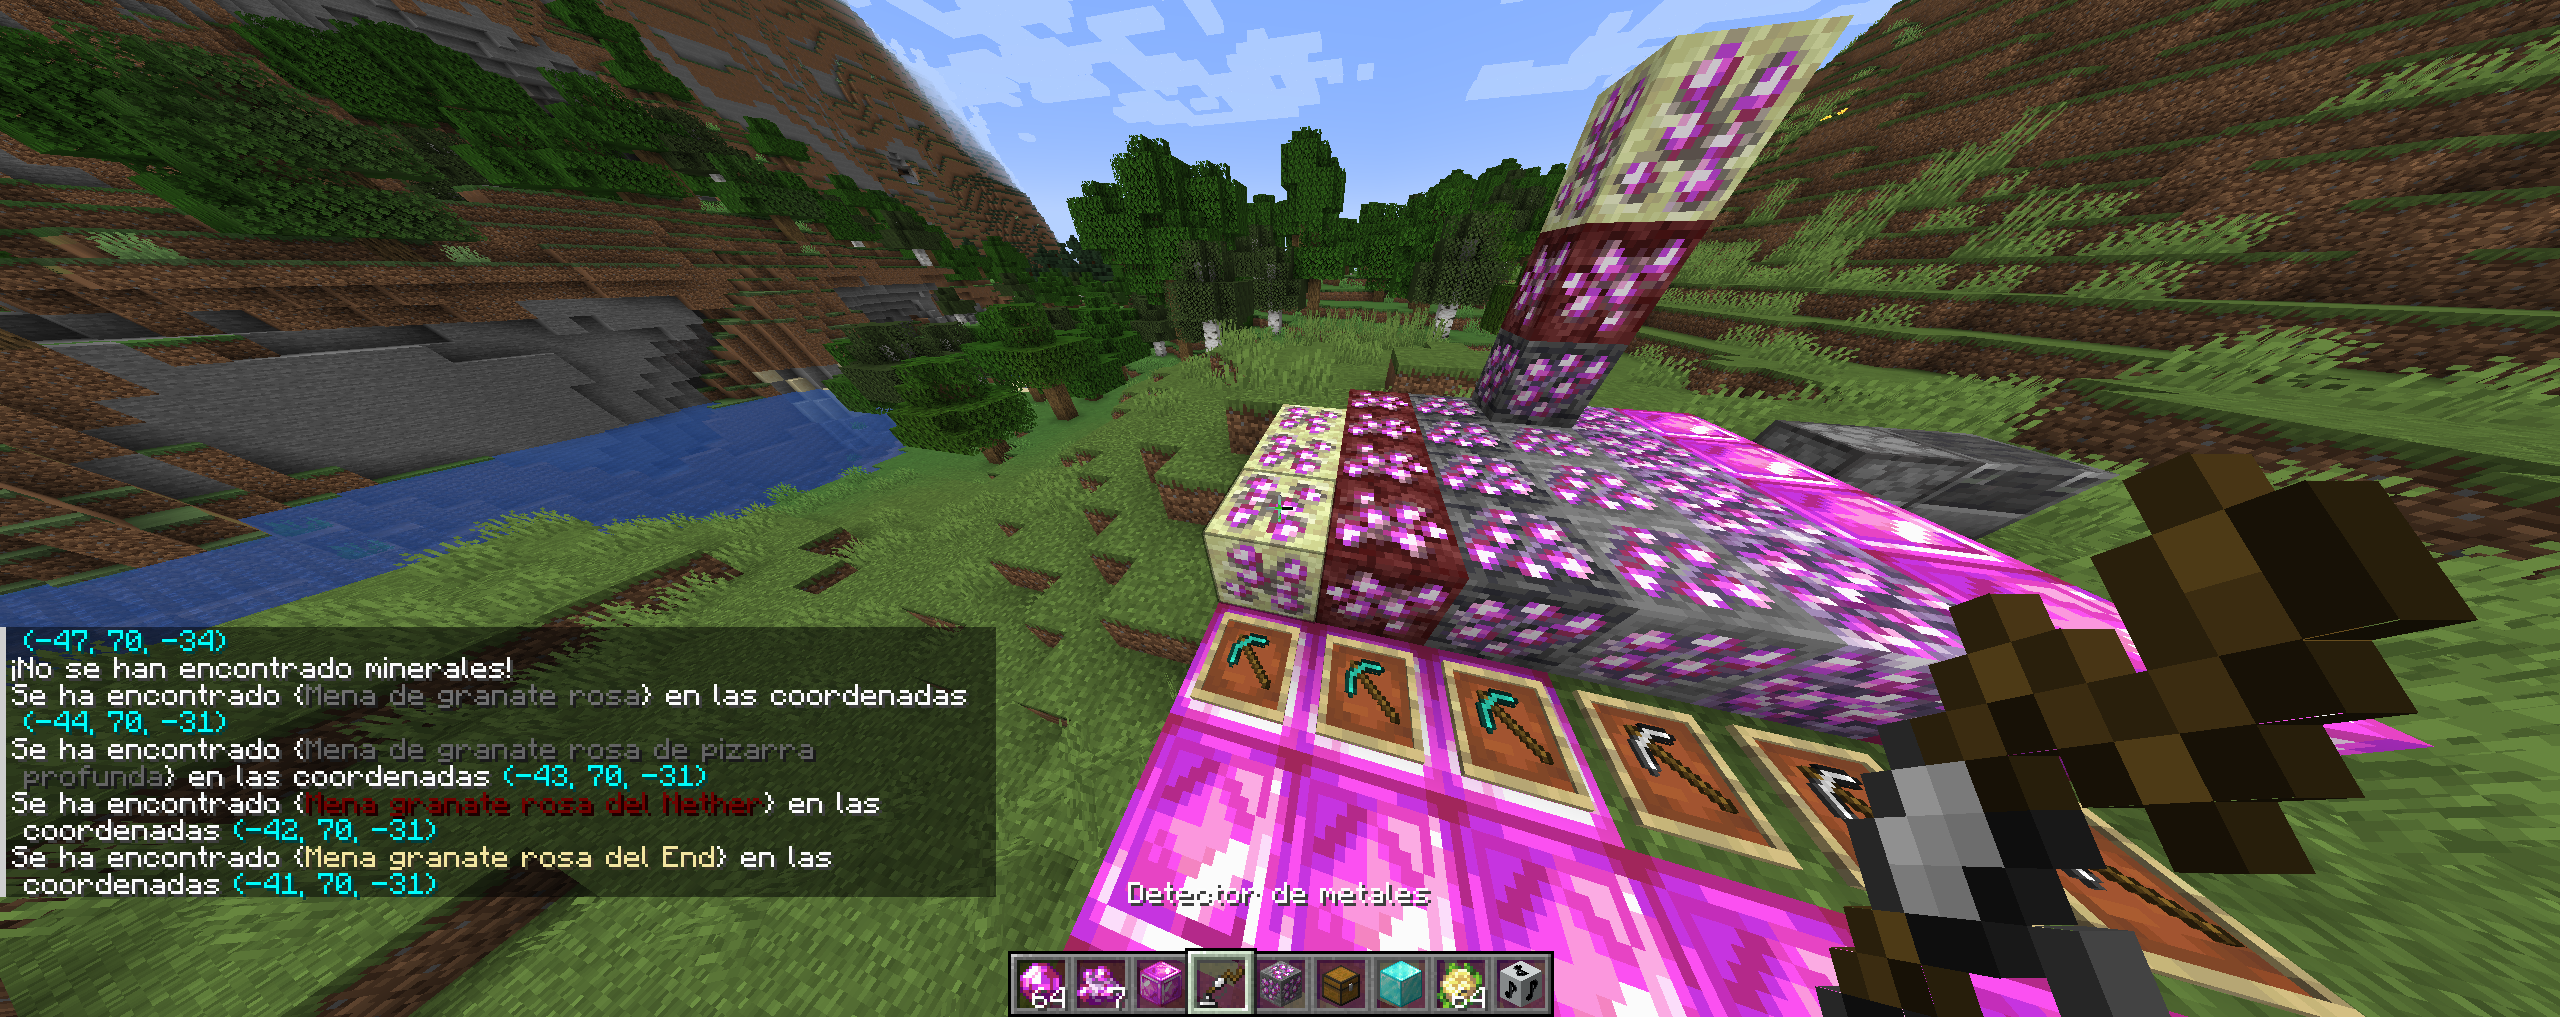 (-47, 70, -34)
¡No se han encontrado minerales!
Se ha encontrado {Mena de granate rosa} en las coordenadas
(-44, 70, -31)
Se ha encontrado {Mena de granate rosa de pizarra
profunda} en las coordenadas (-43, 70, -31)
Se ha encontrado {Mena granate rosa del Nether} en las
coordenadas (-42, 70, -31)
Se ha encontrado {Mena granate rosa del End} en las
coordenadas (-41, 70, -31)
Detector de metales
64
7
64